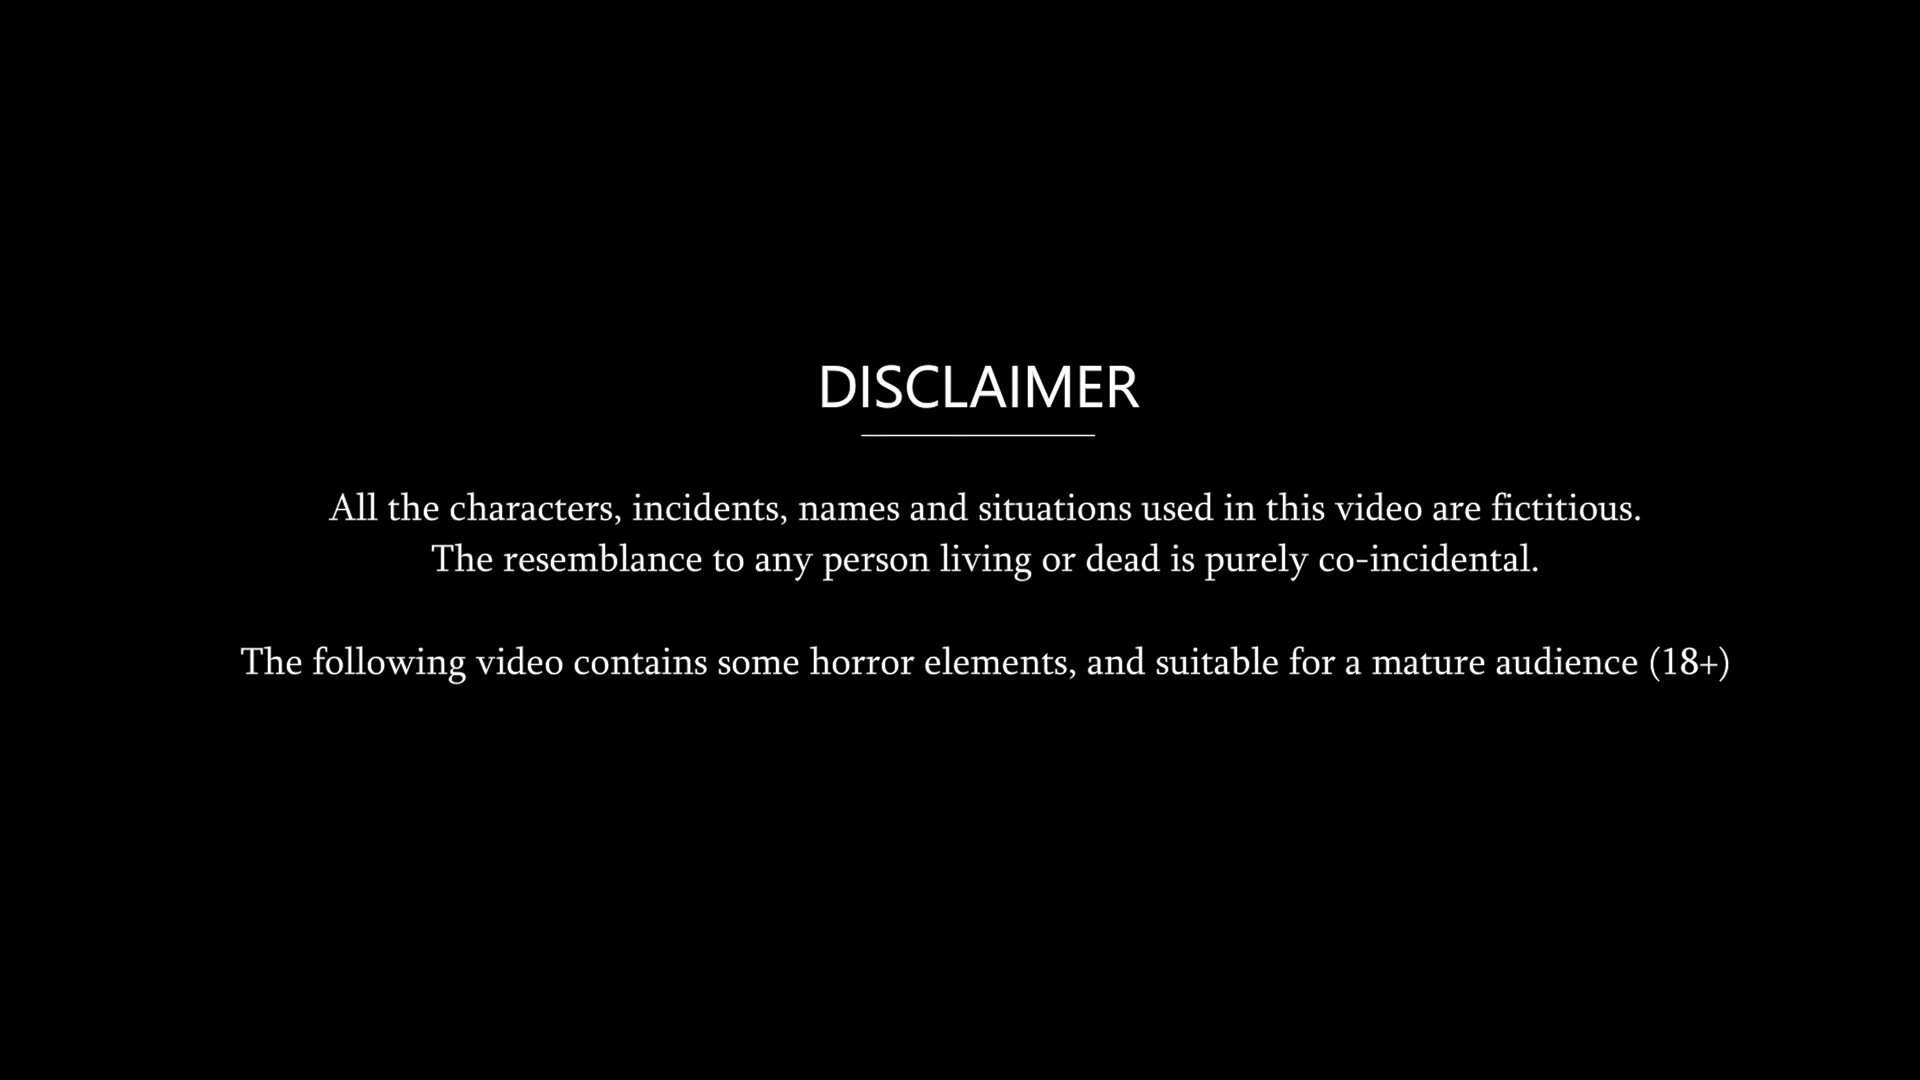 DISCLAIMER
All the characters, incidents, names and situations used in this video are fictitious.
The resemblance to any person living or dead is purely co-incidental.
The following video contains some horror elements, and suitable for a mature audience (18+)